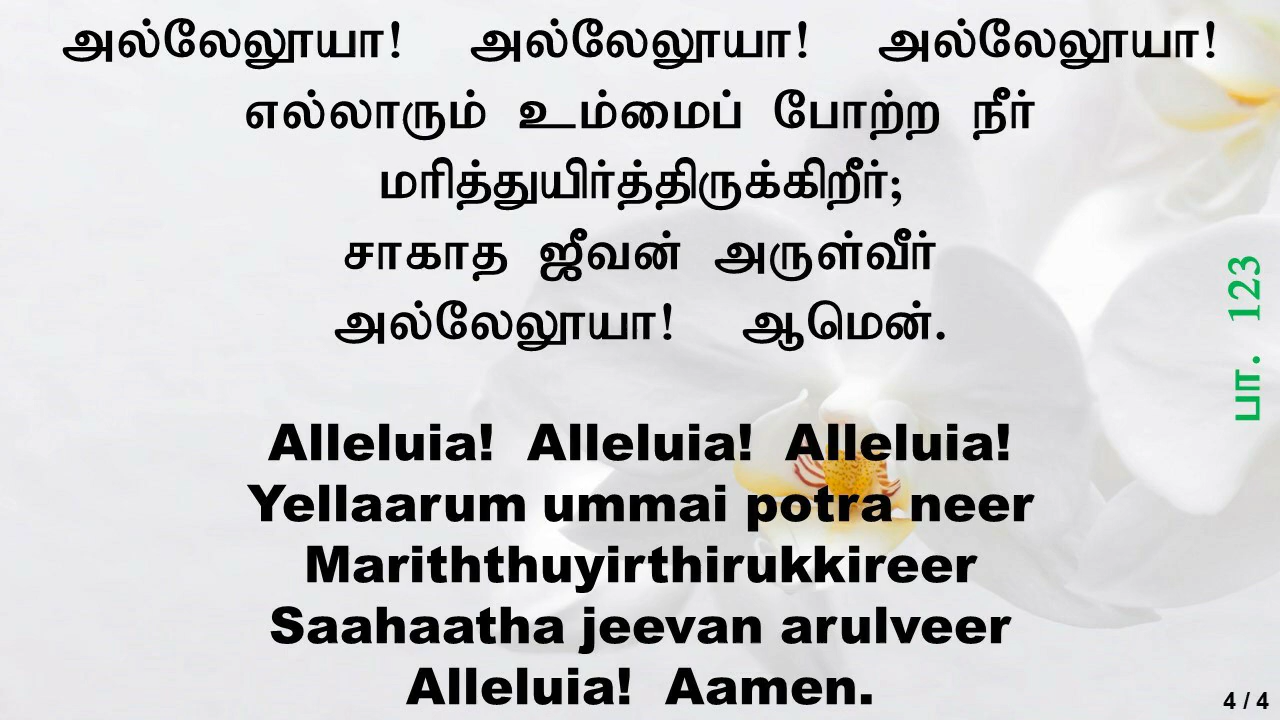 அல்லேலூயா! அல்லேலூயா! அல்லேலூயா!
எல்லாரும் உம்மைப் போற்ற நீர்
மரித்துயிர்த்திருக்கிறீர்;
சாகாத ஜீவன் அருள்வீர்
அல்லேலூயா! ஆமென்.
Alleluia! Alleluia! Alleluia!
Yellaarum ummai potra neer
Mariththuyirthirukkireer
Saahaatha jeevan arulveer
Alleluia! Aamen.
பா. 123
4 / 4